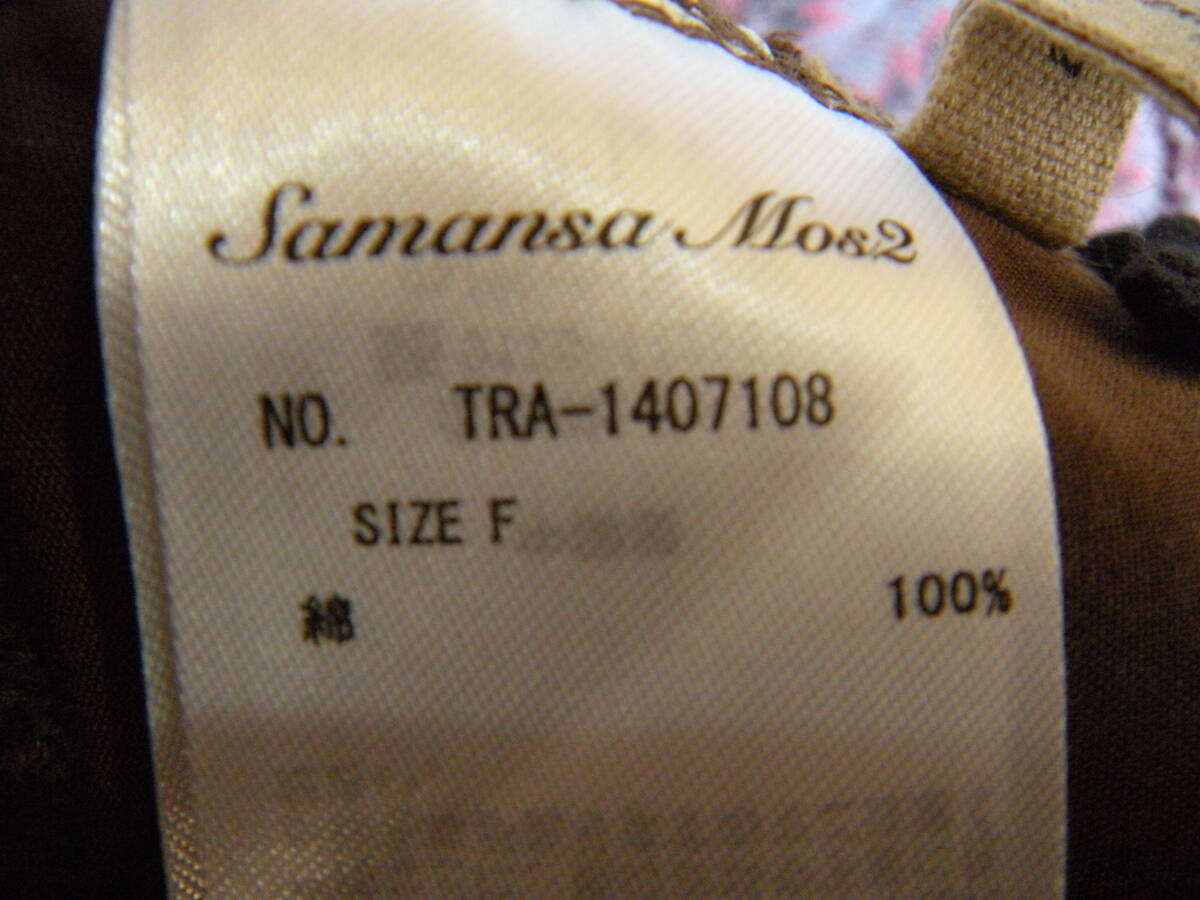 Samansa Mos2
NO. TRA-1407108
SIZE F
綿 100%